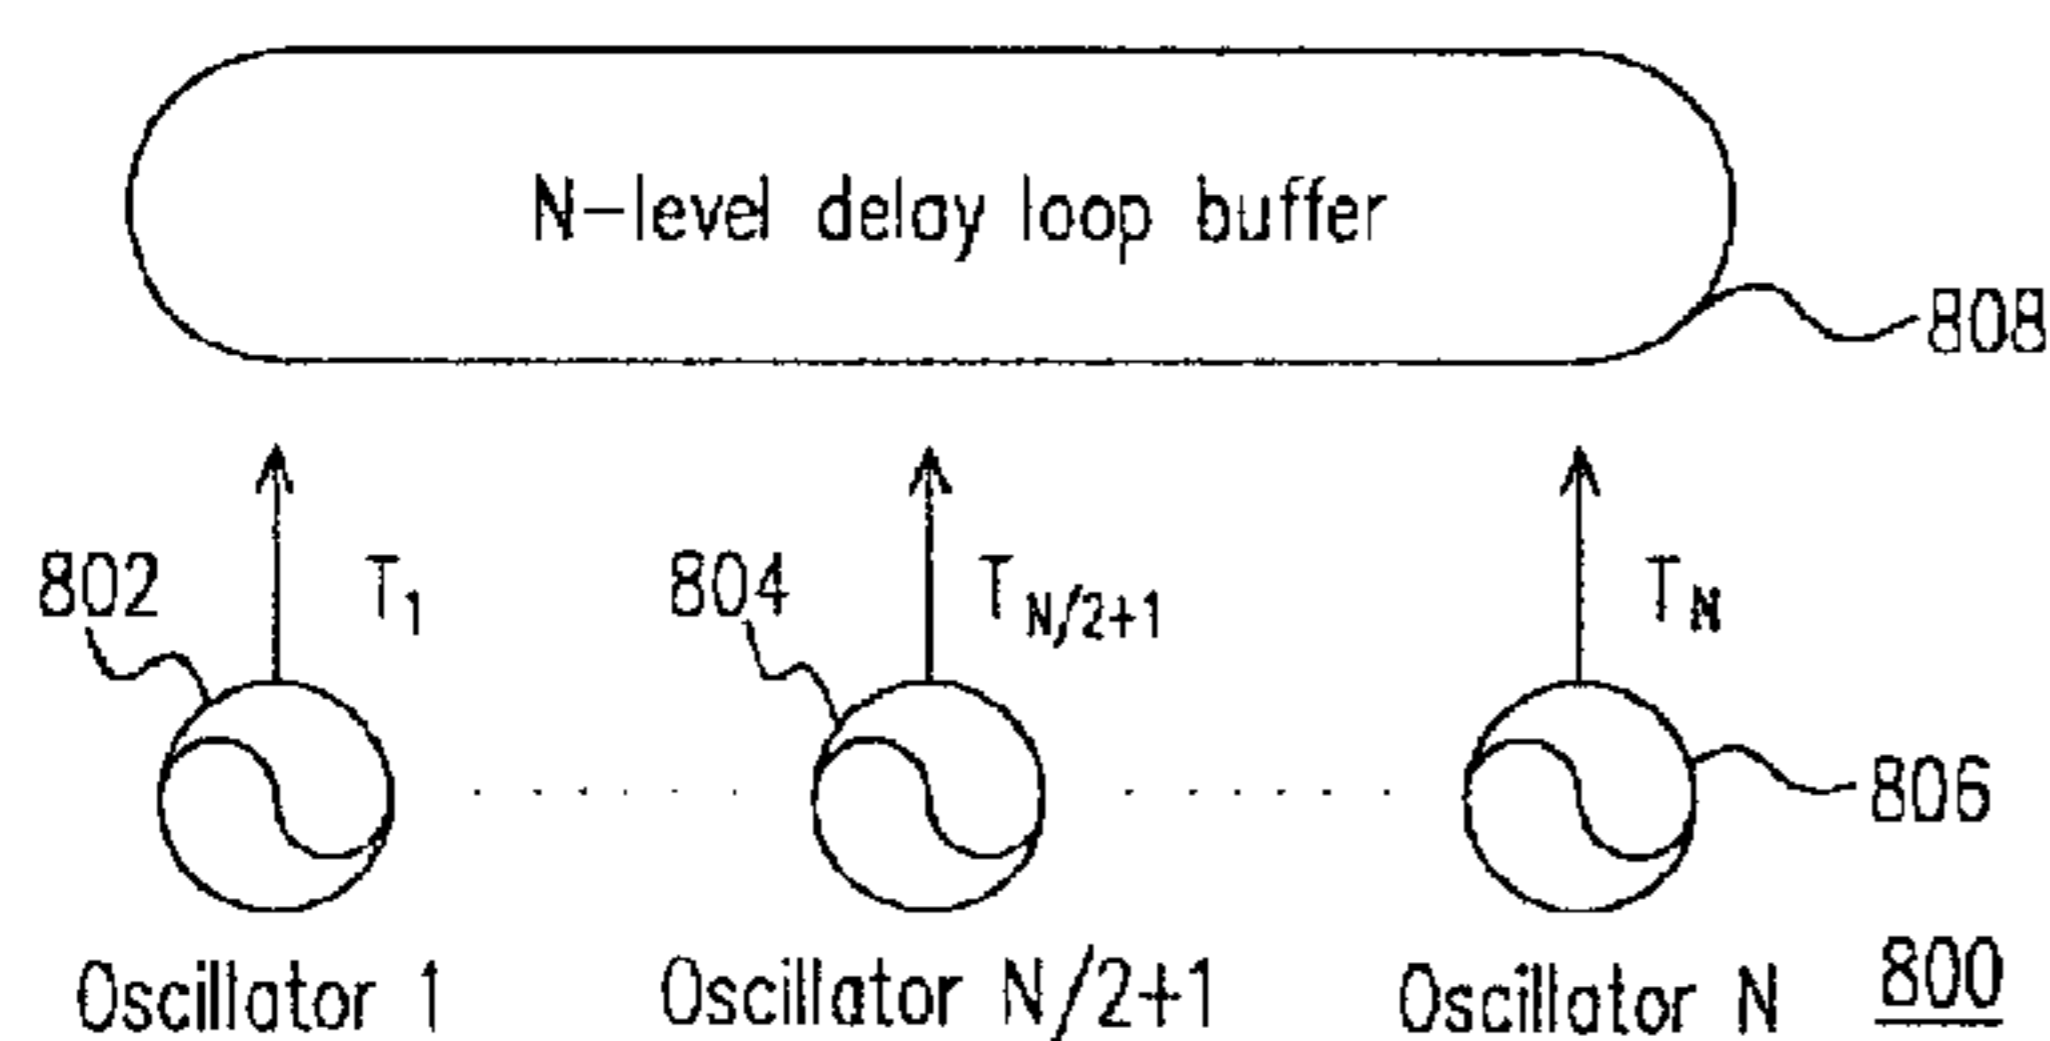 N-level delay loop buffer
808
802
T1
804
TN/2+1
TN
806
Oscillator 1
Oscillator N/2+1
Oscillator N
800